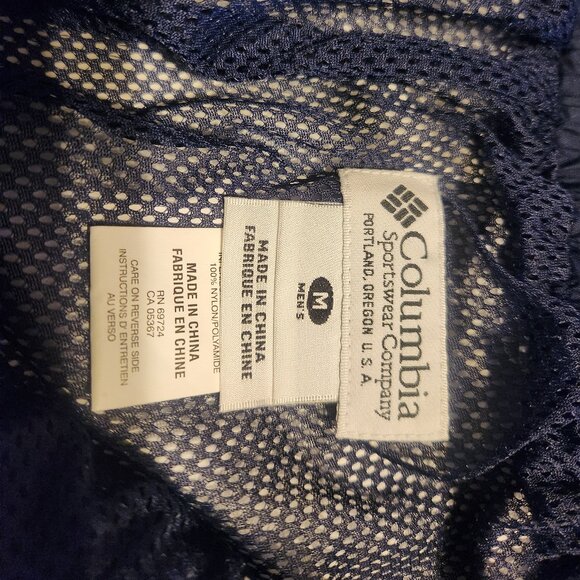 Columbia
Sportswear Company
PORTLAND, OREGON U.S.A.
M
MEN'S
MADE IN CHINA
FABRIQUE EN CHINE
100% NYLON/POLYAMIDE
MADE IN CHINA
FABRIQUE EN CHINE
RN 69724
CA 05367
CARE ON REVERSE SIDE
INSTRUCTIONS D'ENTRETIEN
AU VERSO